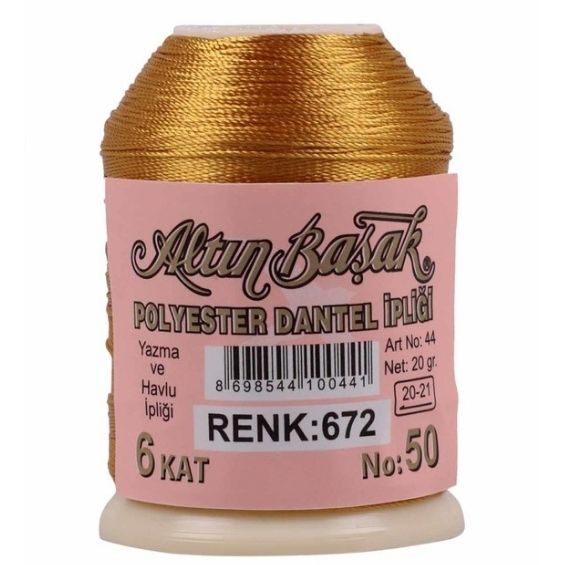 Altın Başak®
POLYESTER DANTEL İPLİĞİ
Yazma
ve
Havlu
İpliği
8 698544 100441
Art No: 44
Net: 20 gr.
20-21
RENK:672
6 KAT
No: 50